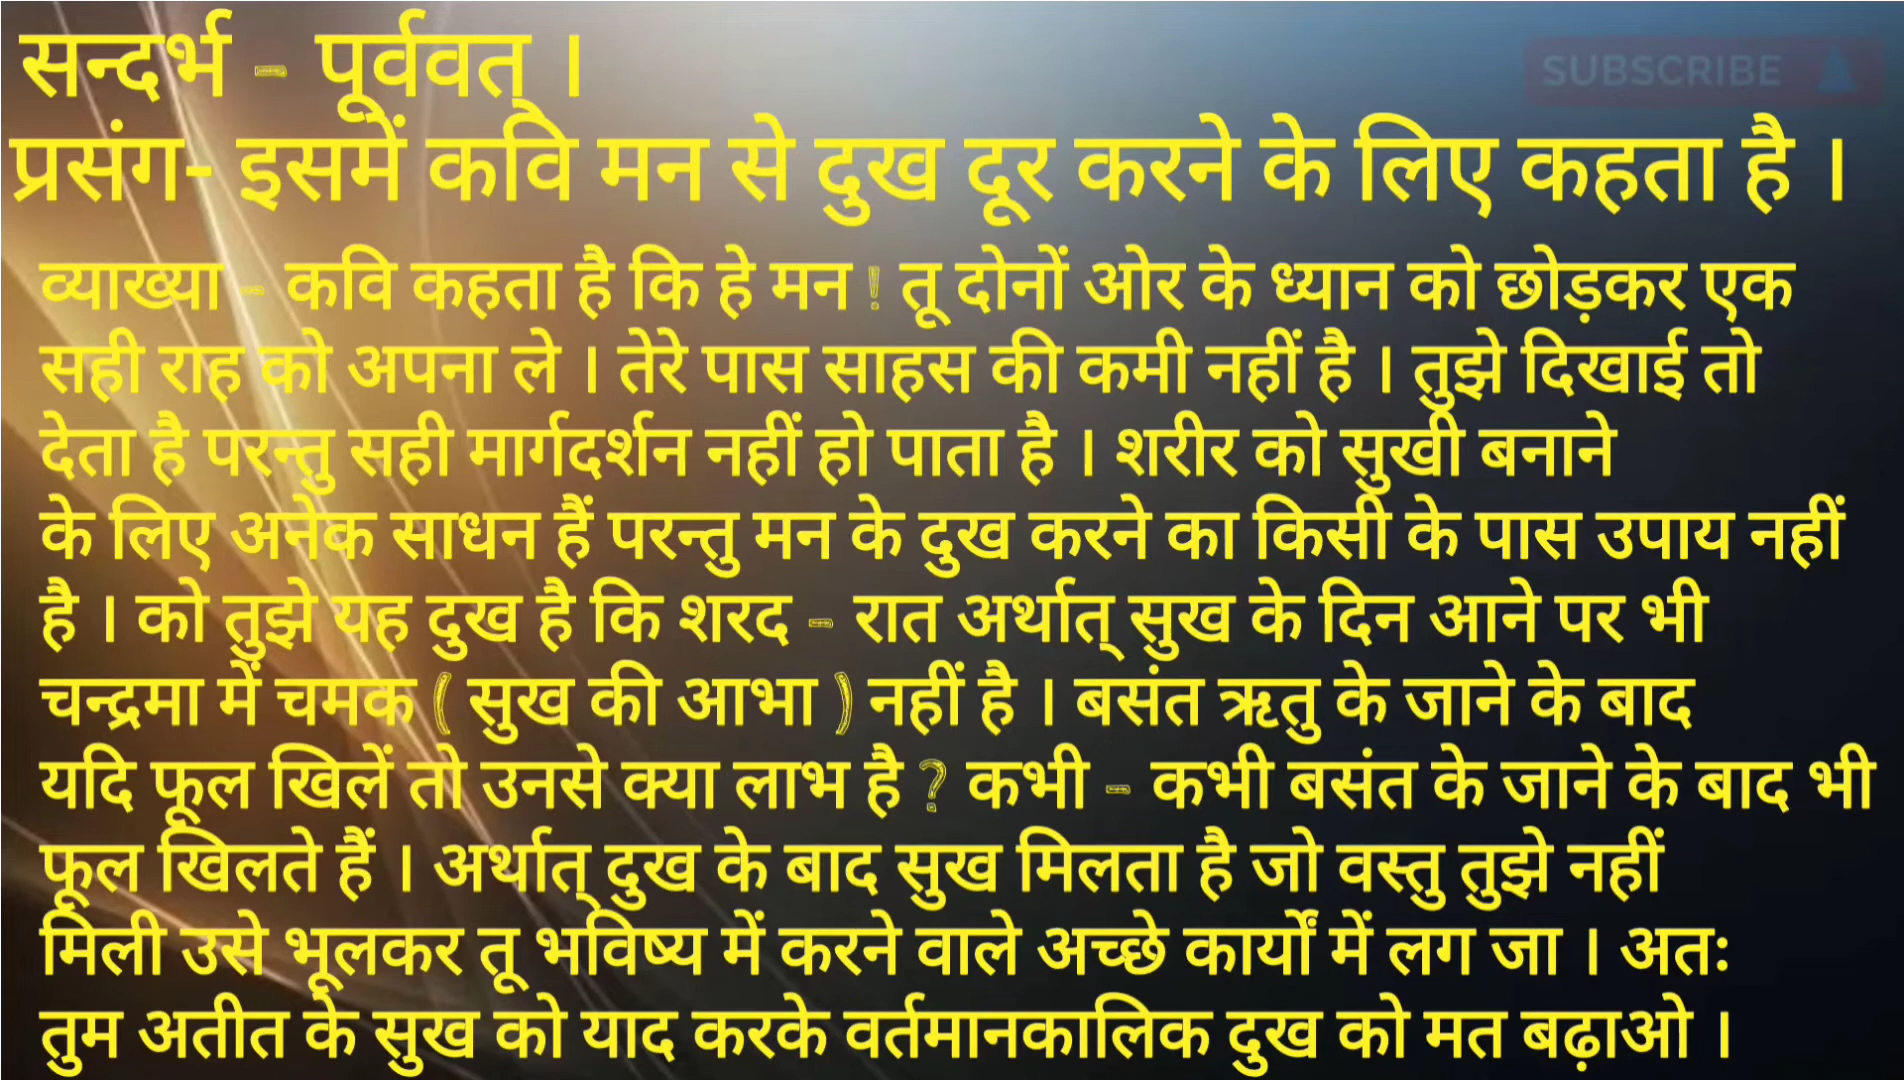 सन्दर्भ - पूर्ववत् ।
SUBSCRIBE
प्रसंग- इसमें कवि मन से दुख दूर करने के लिए कहता है ।
व्याख्या - कवि कहता है कि हे मन ! तू दोनों ओर के ध्यान को छोड़कर एक
सही राह को अपना ले । तेरे पास साहस की कमी नहीं है । तुझे दिखाई तो
देता है परन्तु सही मार्गदर्शन नहीं हो पाता है । शरीर को सुखी बनाने
के लिए अनेक साधन हैं परन्तु मन के दुख करने का किसी के पास उपाय नहीं
है । को तुझे यह दुख है कि शरद - रात अर्थात् सुख के दिन आने पर भी
चन्द्रमा में चमक ( सुख की आभा ) नहीं है । बसंत ऋतु के जाने के बाद
यदि फूल खिलें तो उनसे क्या लाभ है ? कभी - कभी बसंत के जाने के बाद भी
फूल खिलते हैं । अर्थात् दुख के बाद सुख मिलता है जो वस्तु तुझे नहीं
मिली उसे भूलकर तू भविष्य में करने वाले अच्छे कार्यों में लग जा । अतः
तुम अतीत के सुख को याद करके वर्तमानकालिक दुख को मत बढ़ाओ ।